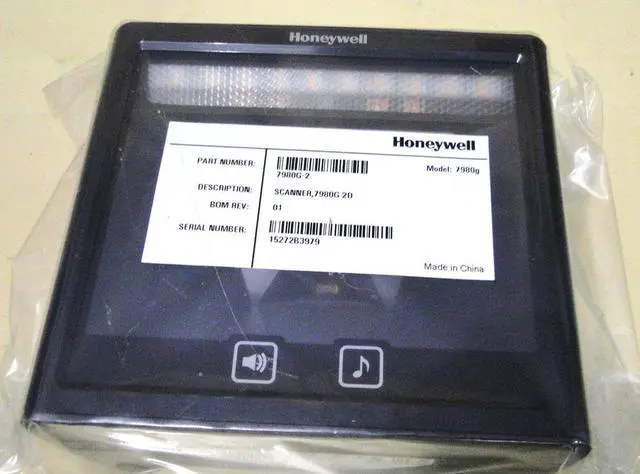 Honeywell
Honeywell
PART NUMBER:
7980G-2
Model: 7980g
DESCRIPTION: SCANNER,7980G 2D
BOM REV: 01
SERIAL NUMBER:
15272B3979
Made in China